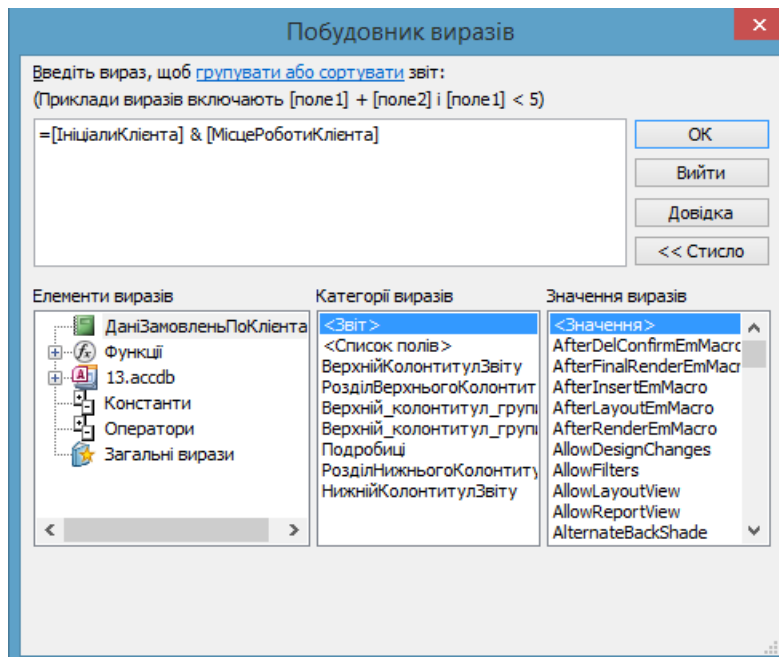 Побудовник виразів
Введіть вираз, щоб групувати або сортувати звіт:
(Приклади виразів включають [поле1] + [поле2] і [поле1] < 5)
=[ІніціалиКлієнта] & [МісцеРоботиКлієнта]
ОК
Вийти
Довідка
<< Стисло
Елементи виразів
ДаніЗамовленьПоКлієнта
Функції
13.accdb
Константи
Оператори
Загальні вирази
Категорії виразів
<Звіт>
<Список полів>
ВерхнійКолонтитулЗвіту
РозділВерхньогоКолонтит
Верхній_колонтитул_групи
Верхній_колонтитул_групи
Подробиці
РозділНижньогоКолонтиту
НижнійКолонтитулЗвіту
Значення виразів
<Значення>
AfterDelConfirmEmMacrc
AfterFinalRenderEmMacr
AfterInsertEmMacro
AfterLayoutEmMacro
AfterRenderEmMacro
AllowDesignChanges
AllowFilters
AllowLayoutView
AllowReportView
AlternateBackShade